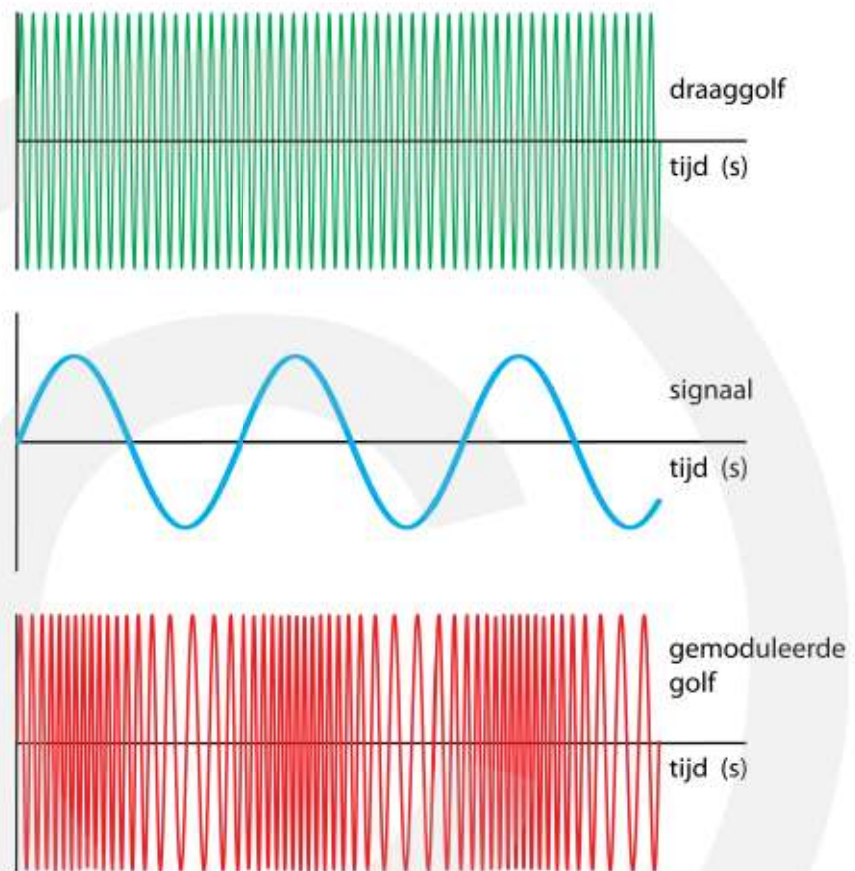 draaggolf
tijd (s)
signaal
tijd (s)
gemoduleerde
golf
tijd (s)